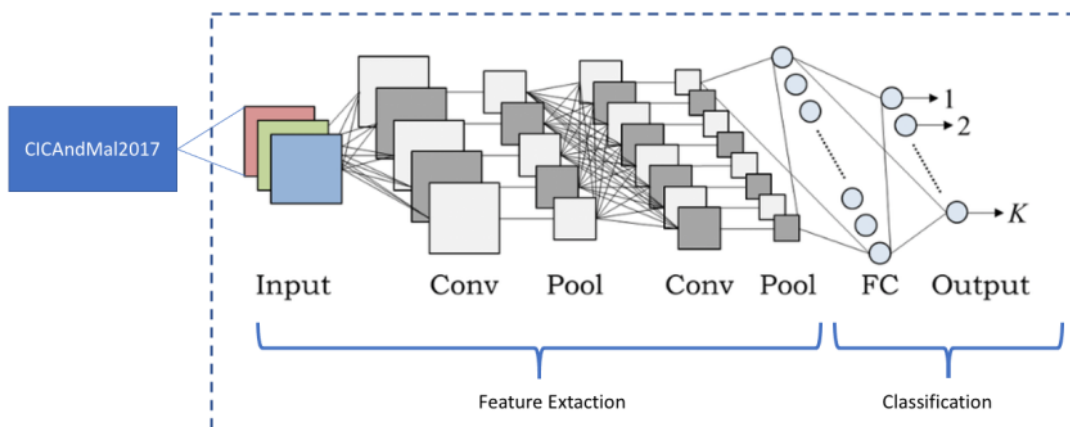 CICAndMal2017
1
2
K
Input Conv Pool Conv Pool FC Output
Feature Extaction Classification